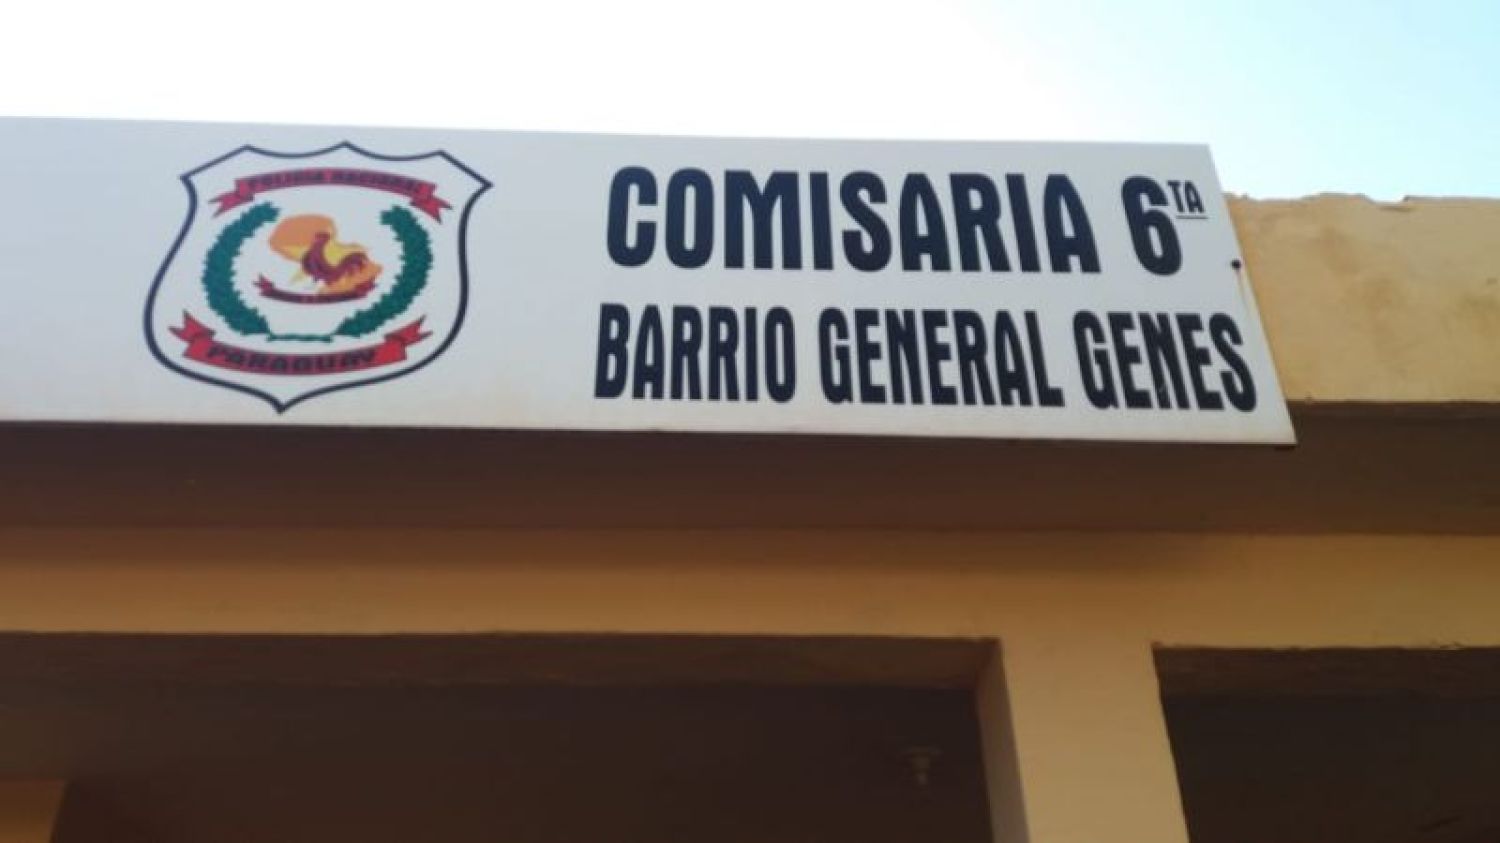 POLICIA NACIONAL
PARAGUAY
COMISARIA 6TA
BARRIO GENERAL GENES